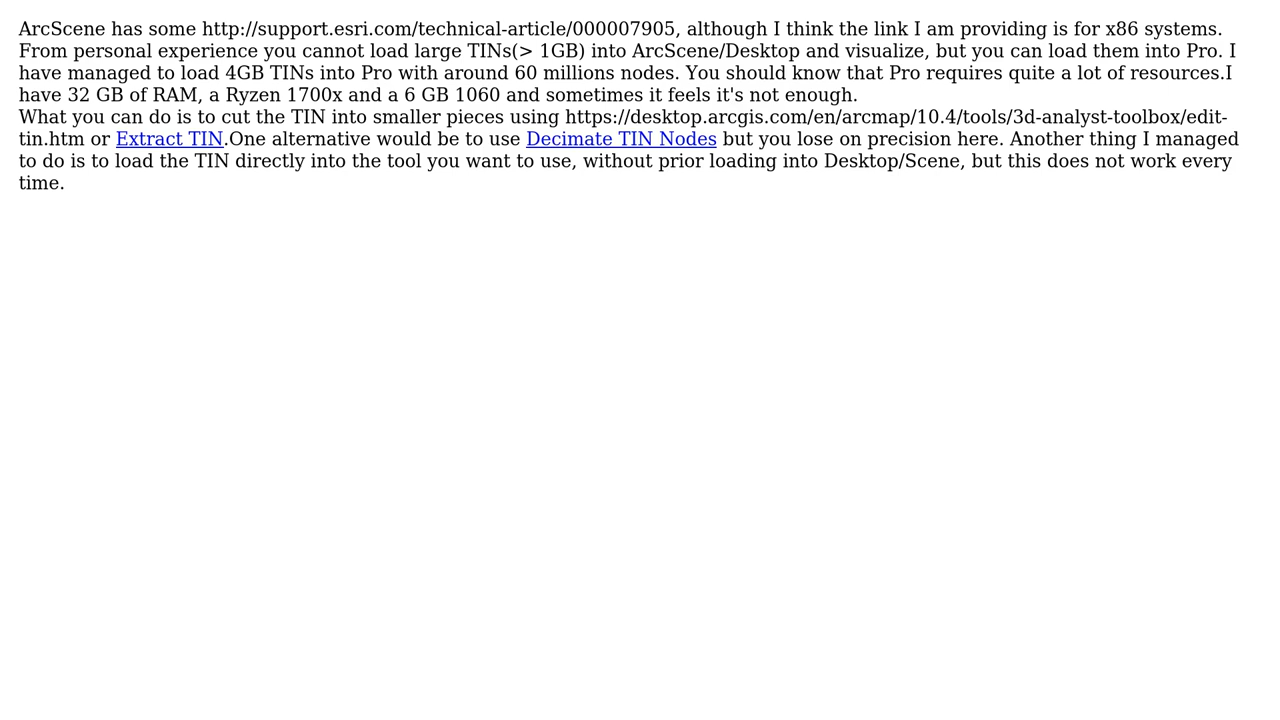 ArcScene has some http://support.esri.com/technical-article/000007905, although I think the link I am providing is for x86 systems.
From personal experience you cannot load large TINs(> 1GB) into ArcScene/Desktop and visualize, but you can load them into Pro. I
have managed to load 4GB TINs into Pro with around 60 millions nodes. You should know that Pro requires quite a lot of resources.I
have 32 GB of RAM, a Ryzen 1700x and a 6 GB 1060 and sometimes it feels it's not enough.
What you can do is to cut the TIN into smaller pieces using https://desktop.arcgis.com/en/arcmap/10.4/tools/3d-analyst-toolbox/edit-
tin.htm or Extract TIN.One alternative would be to use Decimate TIN Nodes but you lose on precision here. Another thing I managed
to do is to load the TIN directly into the tool you want to use, without prior loading into Desktop/Scene, but this does not work every
time.